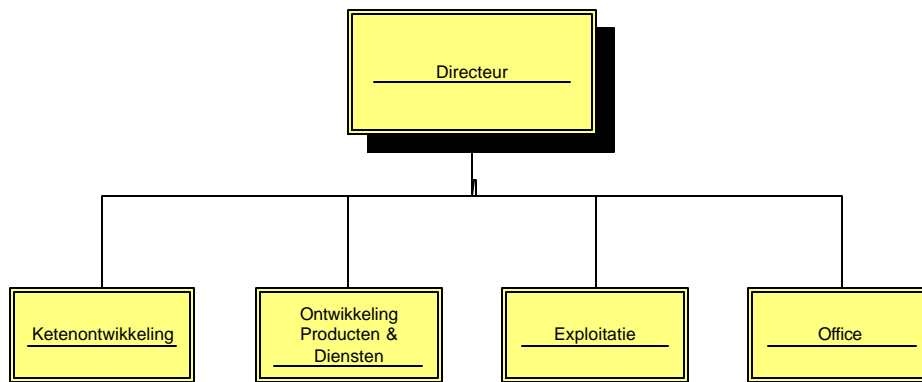 Directeur
Ketenontwikkeling
Ontwikkeling
Producten &
Diensten
Exploitatie
Office